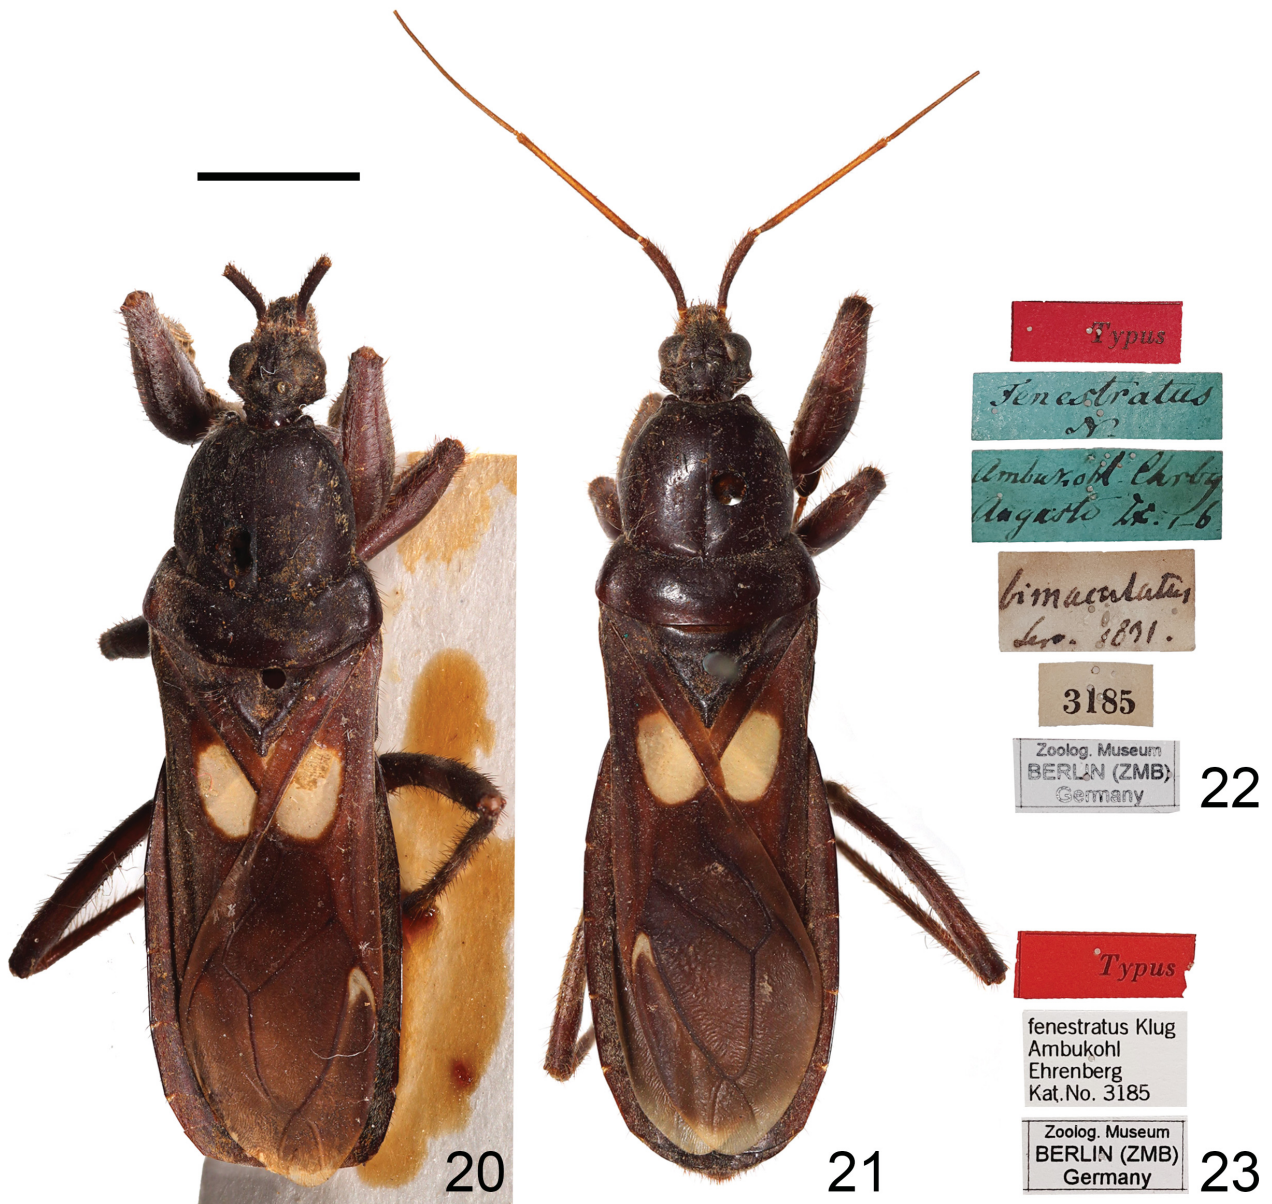 Typus
Fenestratus
N.
Ambukohl Ehrbg
Auguste
bimaculatus
3185
Zoolog. Museum
BERLIN (ZMB)
Germany
22
Typus
fenestratus Klug
Ambukohl
Ehrenberg
Kat.No. 3185
Zoolog. Museum
BERLIN (ZMB)
Germany
20
21
23